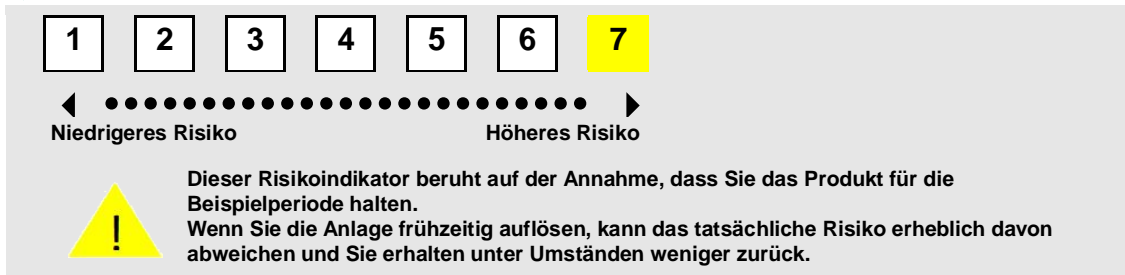 1 2 3 4 5 6 7
Niedrigeres Risiko Höheres Risiko
Dieser Risikoindikator beruht auf der Annahme, dass Sie das Produkt für die
Beispielperiode halten.
!
Wenn Sie die Anlage frühzeitig auflösen, kann das tatsächliche Risiko erheblich davon
abweichen und Sie erhalten unter Umständen weniger zurück.